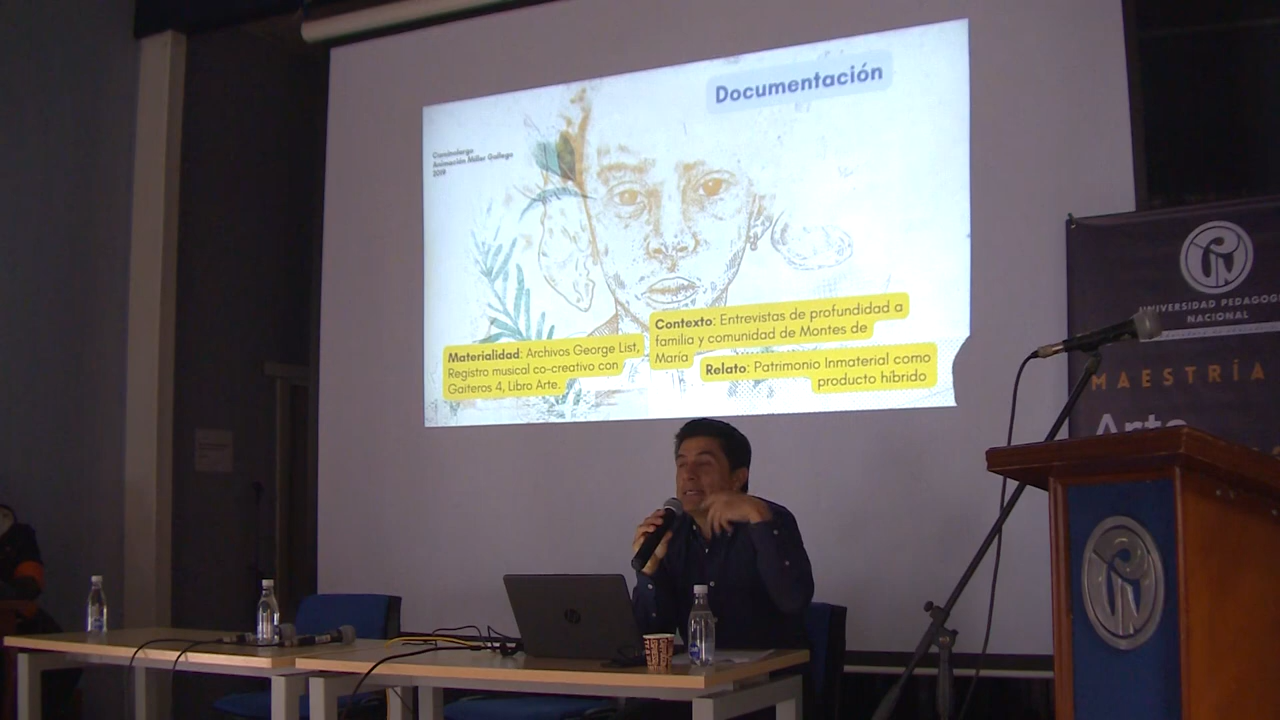 Documentación
Caminolargo
Animación Miller Gallego
2019
Contexto: Entrevistas de profundidad a
familia y comunidad de Montes de
María
Materialidad: Archivos George List,
Registro musical co-creativo con
Gaiteros 4, Libro Arte.
Relato: Patrimonio Inmaterial como
producto híbrido
UNIVERSIDAD PEDAGOG
NACIONAL
MAESTRÍA
Arte
hp